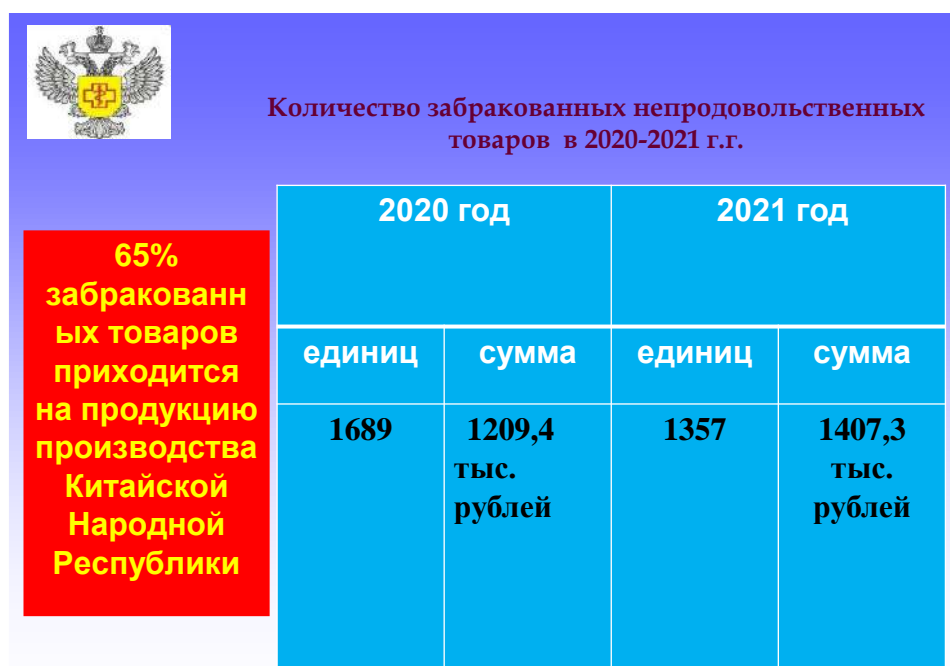 Количество забракованных непродовольственных
товаров в 2020-2021 г.г.
65%
забракованн
ых товаров
приходится
на продукцию
производства
Китайской
Народной
Республики
2020 год
2021 год
единиц
сумма
единиц
сумма
1689
1209,4
тыс.
рублей
1357
1407,3
тыс.
рублей